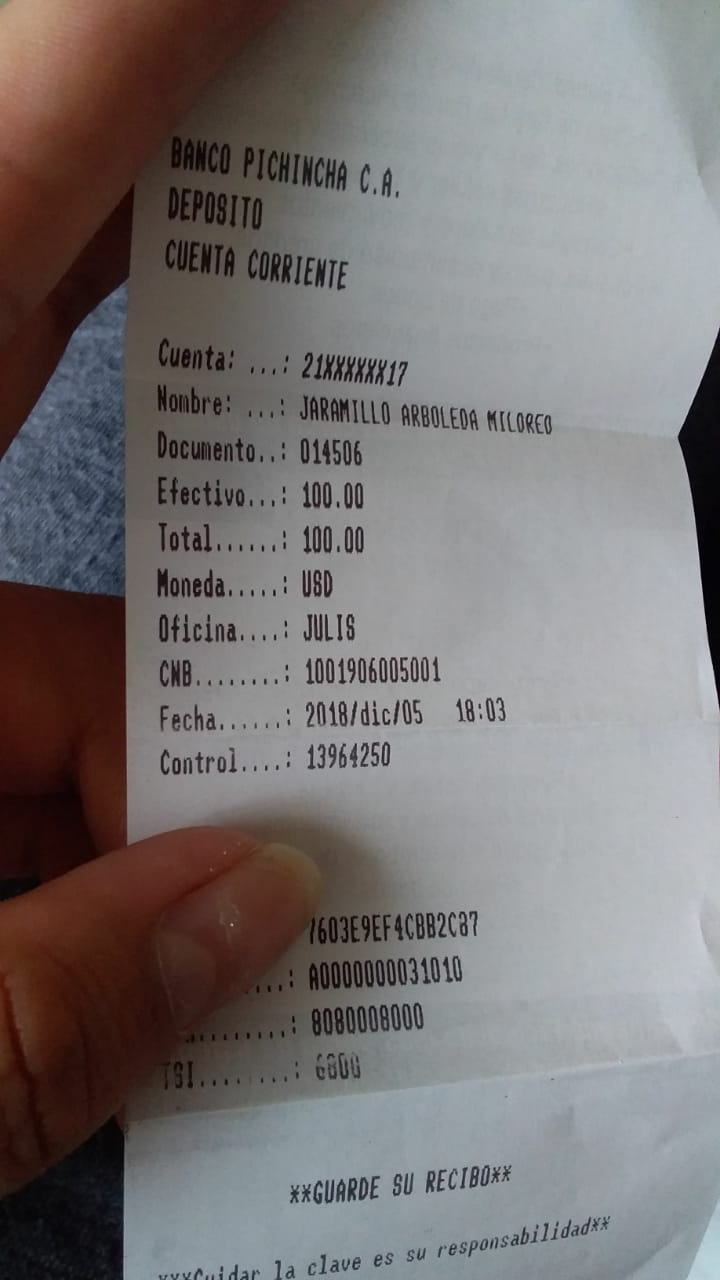 BANCO PICHINCHA C.A.
DEPOSITO
CUENTA CORRIENTE
Cuenta: ...: 21XXXXXX17
Nombre: ...: JARAMILLO ARBOLEDA MILOREO
Documento..: 014506
Efectivo...: 100.00
Total......: 100.00
Moneda.....: USD
Oficina....: JULIS
CNB........: 1001906005001
Fecha......: 2018/dic/05 18:03
Control....: 13964250
7603E9EF4CBB2C87
...: A0000000031010
........: 8080008000
TSI........: 6800
**GUARDE SU RECIBO**
***Cuidar la clave es su responsabilidad**